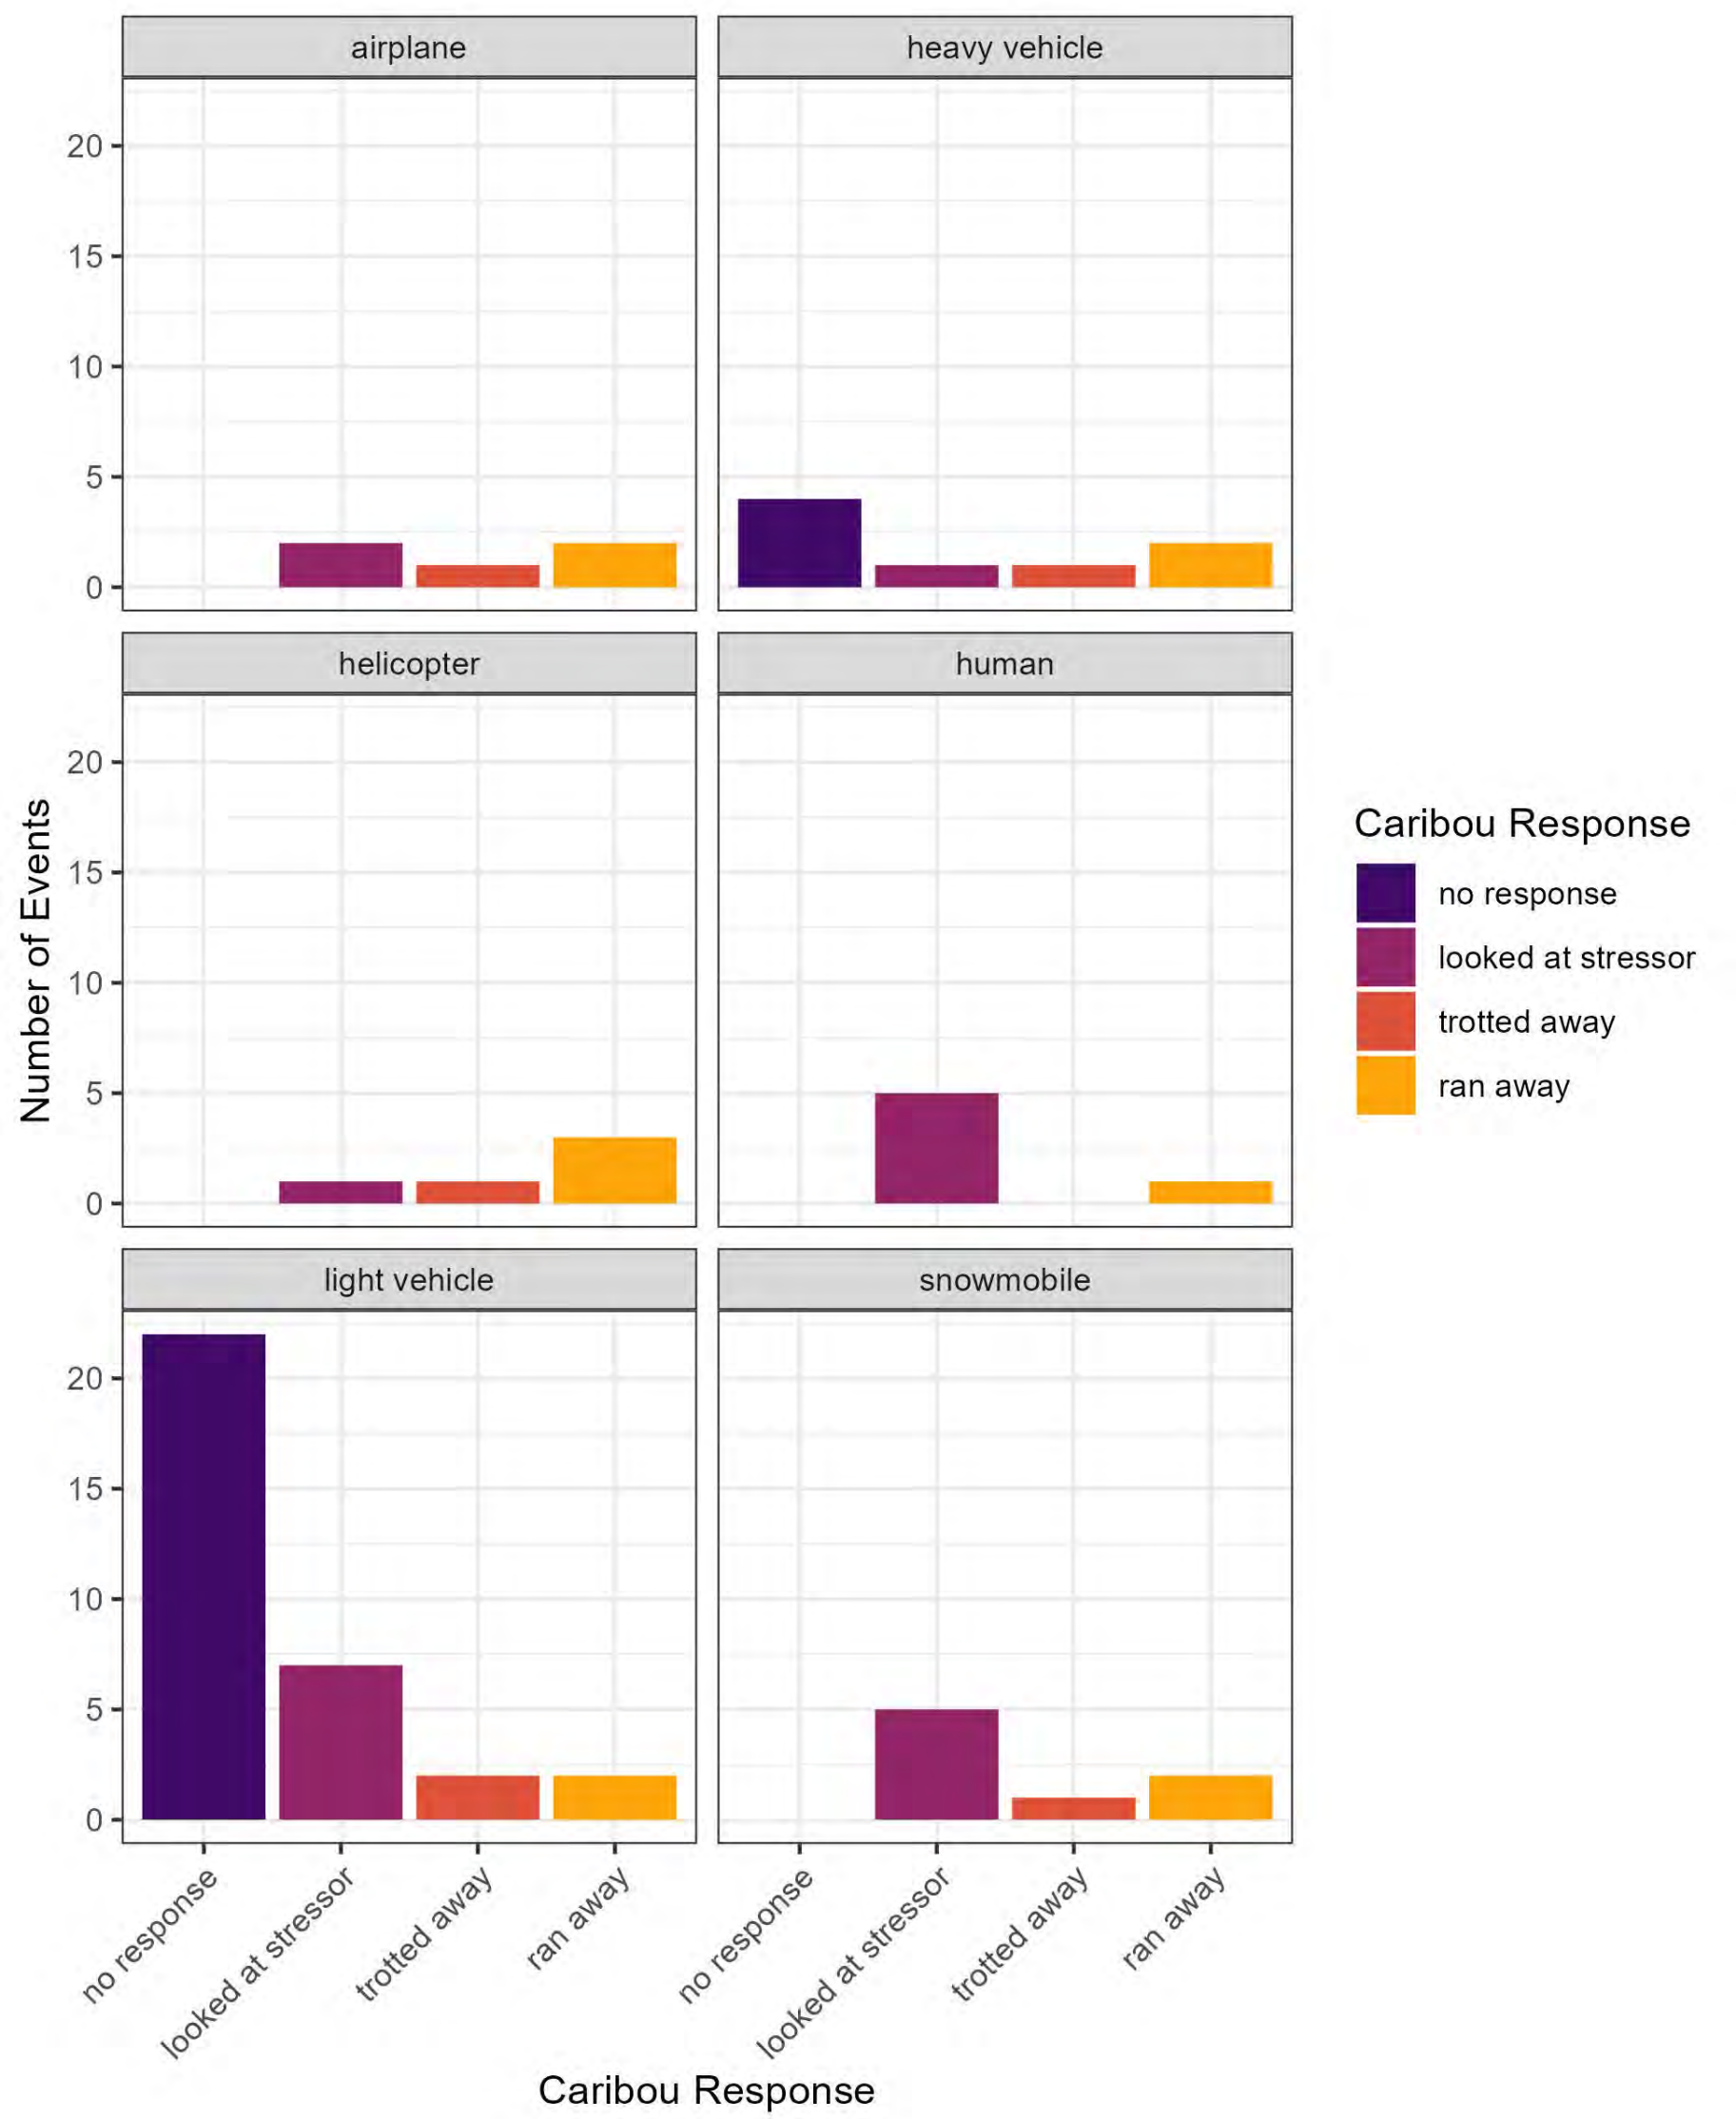 airplane
heavy vehicle
20
15
10
5
0
helicopter
human
20
15
10
5
0
Number of Events
light vehicle
snowmobile
20
15
10
5
0
no response
looked at stressor
trotted away
ran away
no response
looked at stressor
trotted away
ran away
Caribou Response
Caribou Response
no response
looked at stressor
trotted away
ran away